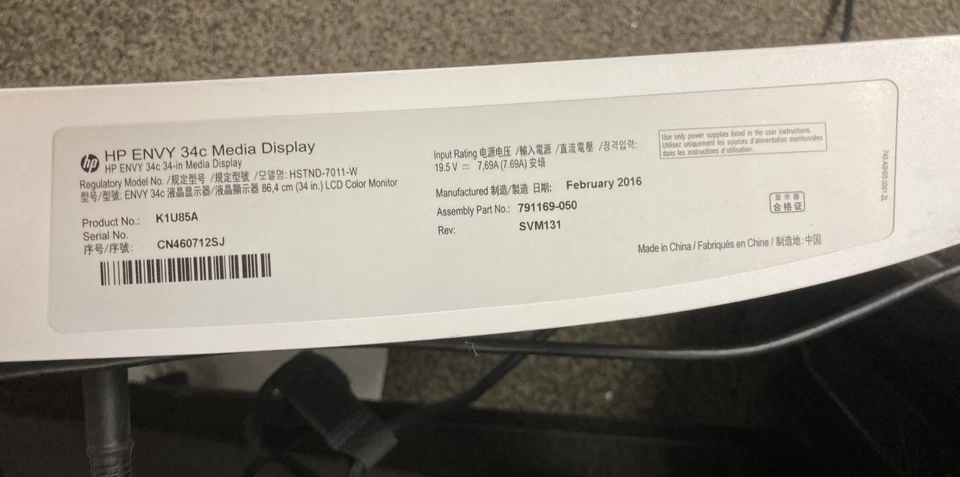 hp HP ENVY 34c Media Display
HP ENVY 34c 34-in Media Display
Regulatory Model No. /规定型号 /規定型號 /모델명: HSTND-7011-W
型号/型號: ENVY 34c 液晶显示器/液晶顯示器 86,4 cm (34 in.) LCD Color Monitor
Product No.: K1U85A
Serial No.
序号/序號: CN460712SJ
Input Rating 电源电压 /輸入電源 /直流電壓 /정격입력:
19.5 V ⎓ 7,69A (7.69A) 安培
Manufactured 制造/製造 日期: February 2016
Assembly Part No.: 791169-050
Rev: SVM131
Use only power supplies listed in the user instructions.
Utilisez uniquement les sources d'alimentation mentionnées
dans les instructions d'utilisation.
显示器
合格证
Made in China / Fabriqués en Chine / 制造地: 中国